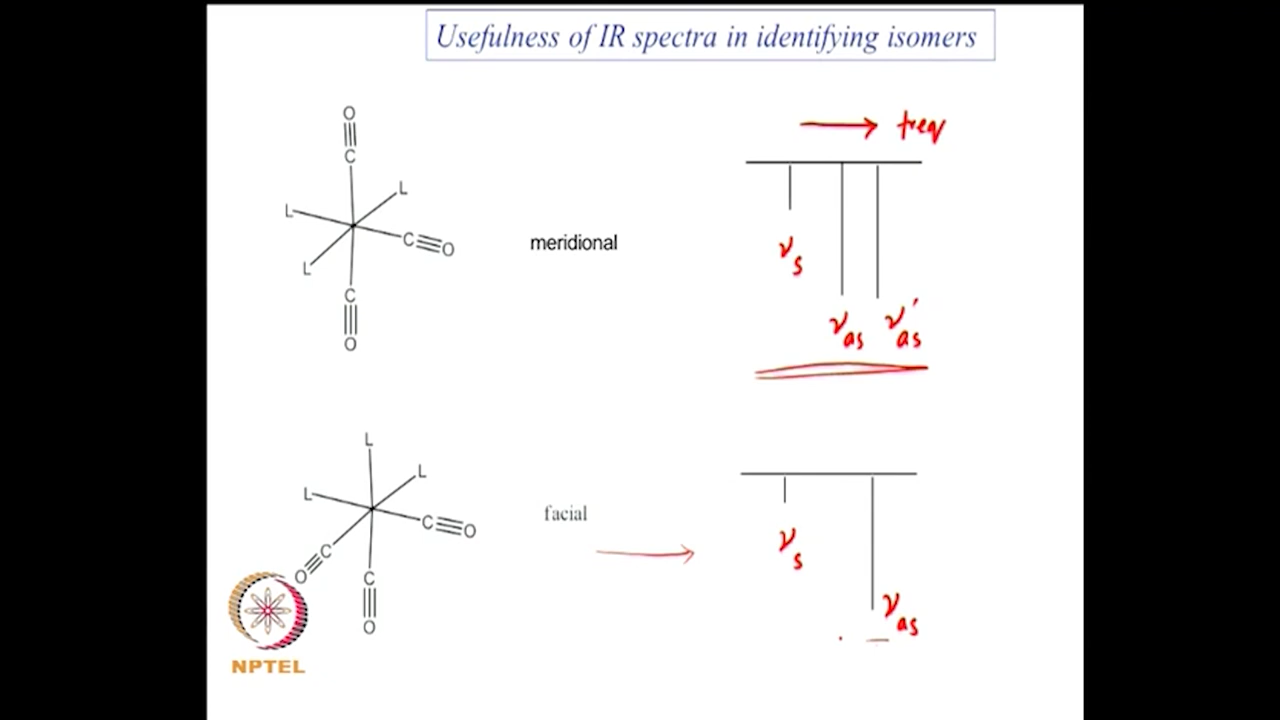 Usefulness of IR spectra in identifying isomers
O
C
L
L
C O
L
C
O
meridional
freq
νs
νas ν'as
L
L
L
C O
C
O
C
O
facial
νs
νas
NPTEL